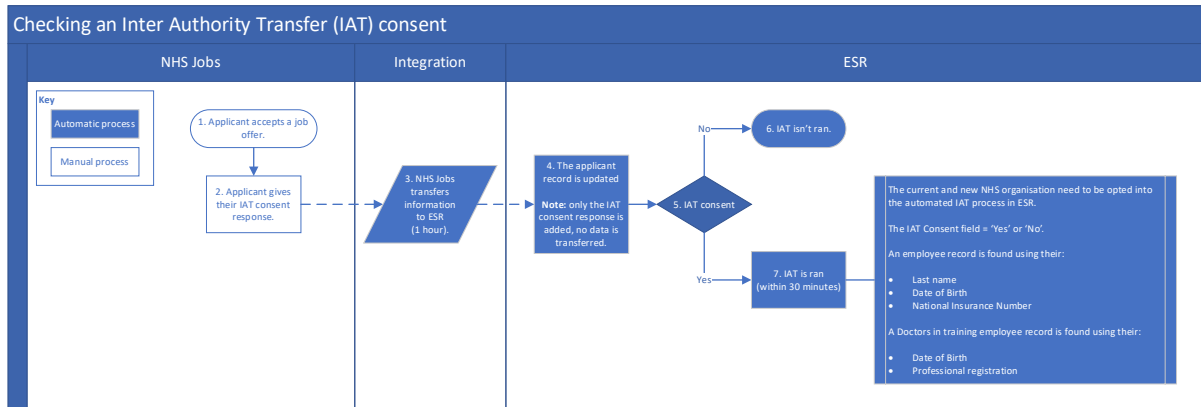 Checking an Inter Authority Transfer (IAT) consent
NHS Jobs
Integration
ESR
Key
Automatic process
Manual process
1. Applicant accepts a job
offer.
2. Applicant gives
their IAT consent
response.
3. NHS Jobs
transfers
information
to ESR
(1 hour).
4. The applicant
record is updated
Note: only the IAT
consent response is
added, no data is
transferred.
5. IAT consent
No
6. IAT isn't ran.
Yes
7. IAT is ran
(within 30 minutes)
The current and new NHS organisation need to be opted into
the automated IAT process in ESR.
The IAT Consent field = 'Yes' or 'No'.
An employee record is found using their:
• Last name
• Date of Birth
• National Insurance Number
A Doctors in training employee record is found using their:
• Date of Birth
• Professional registration